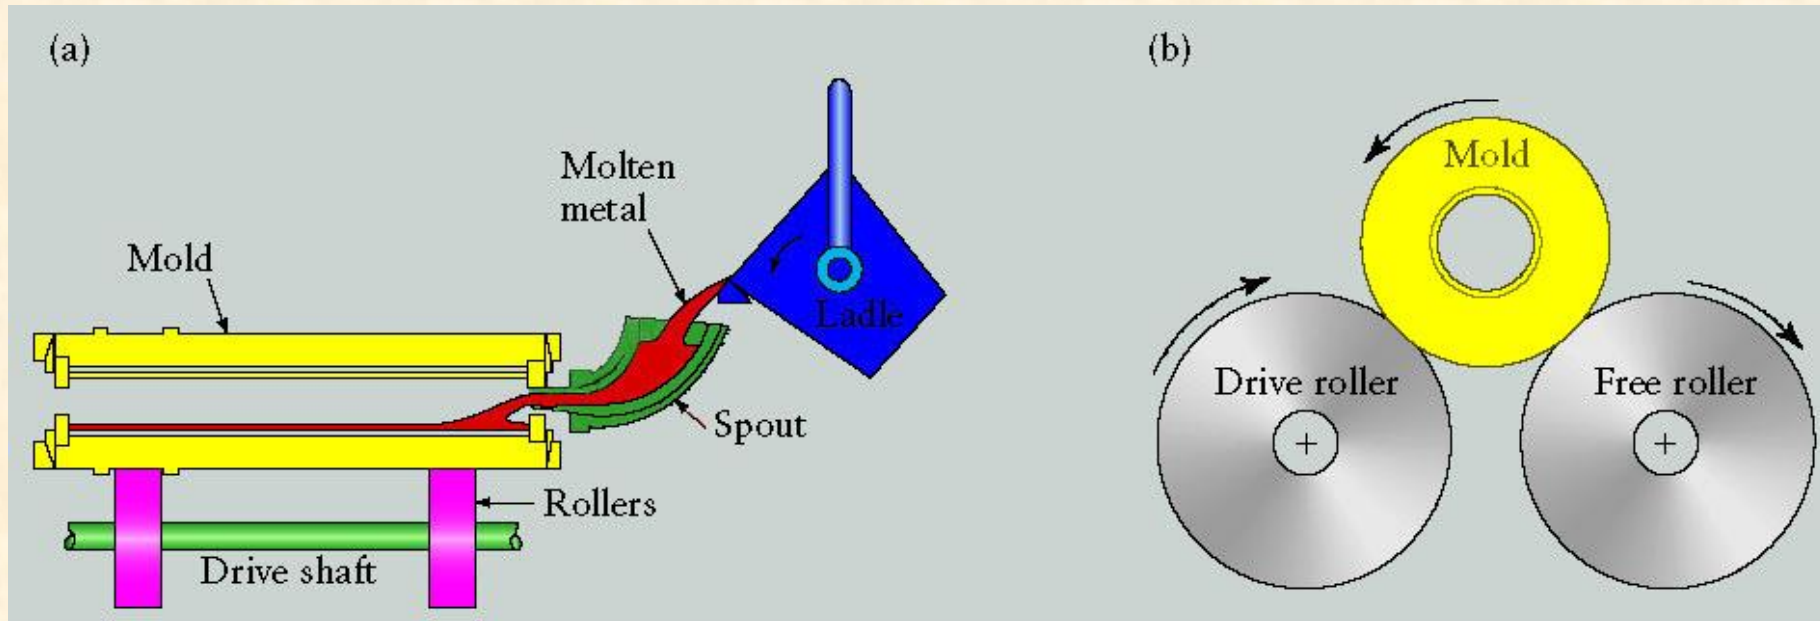 (a)
Molten
metal
Mold
Ladle
Spout
Rollers
Drive shaft
(b)
Mold
Drive roller
Free roller